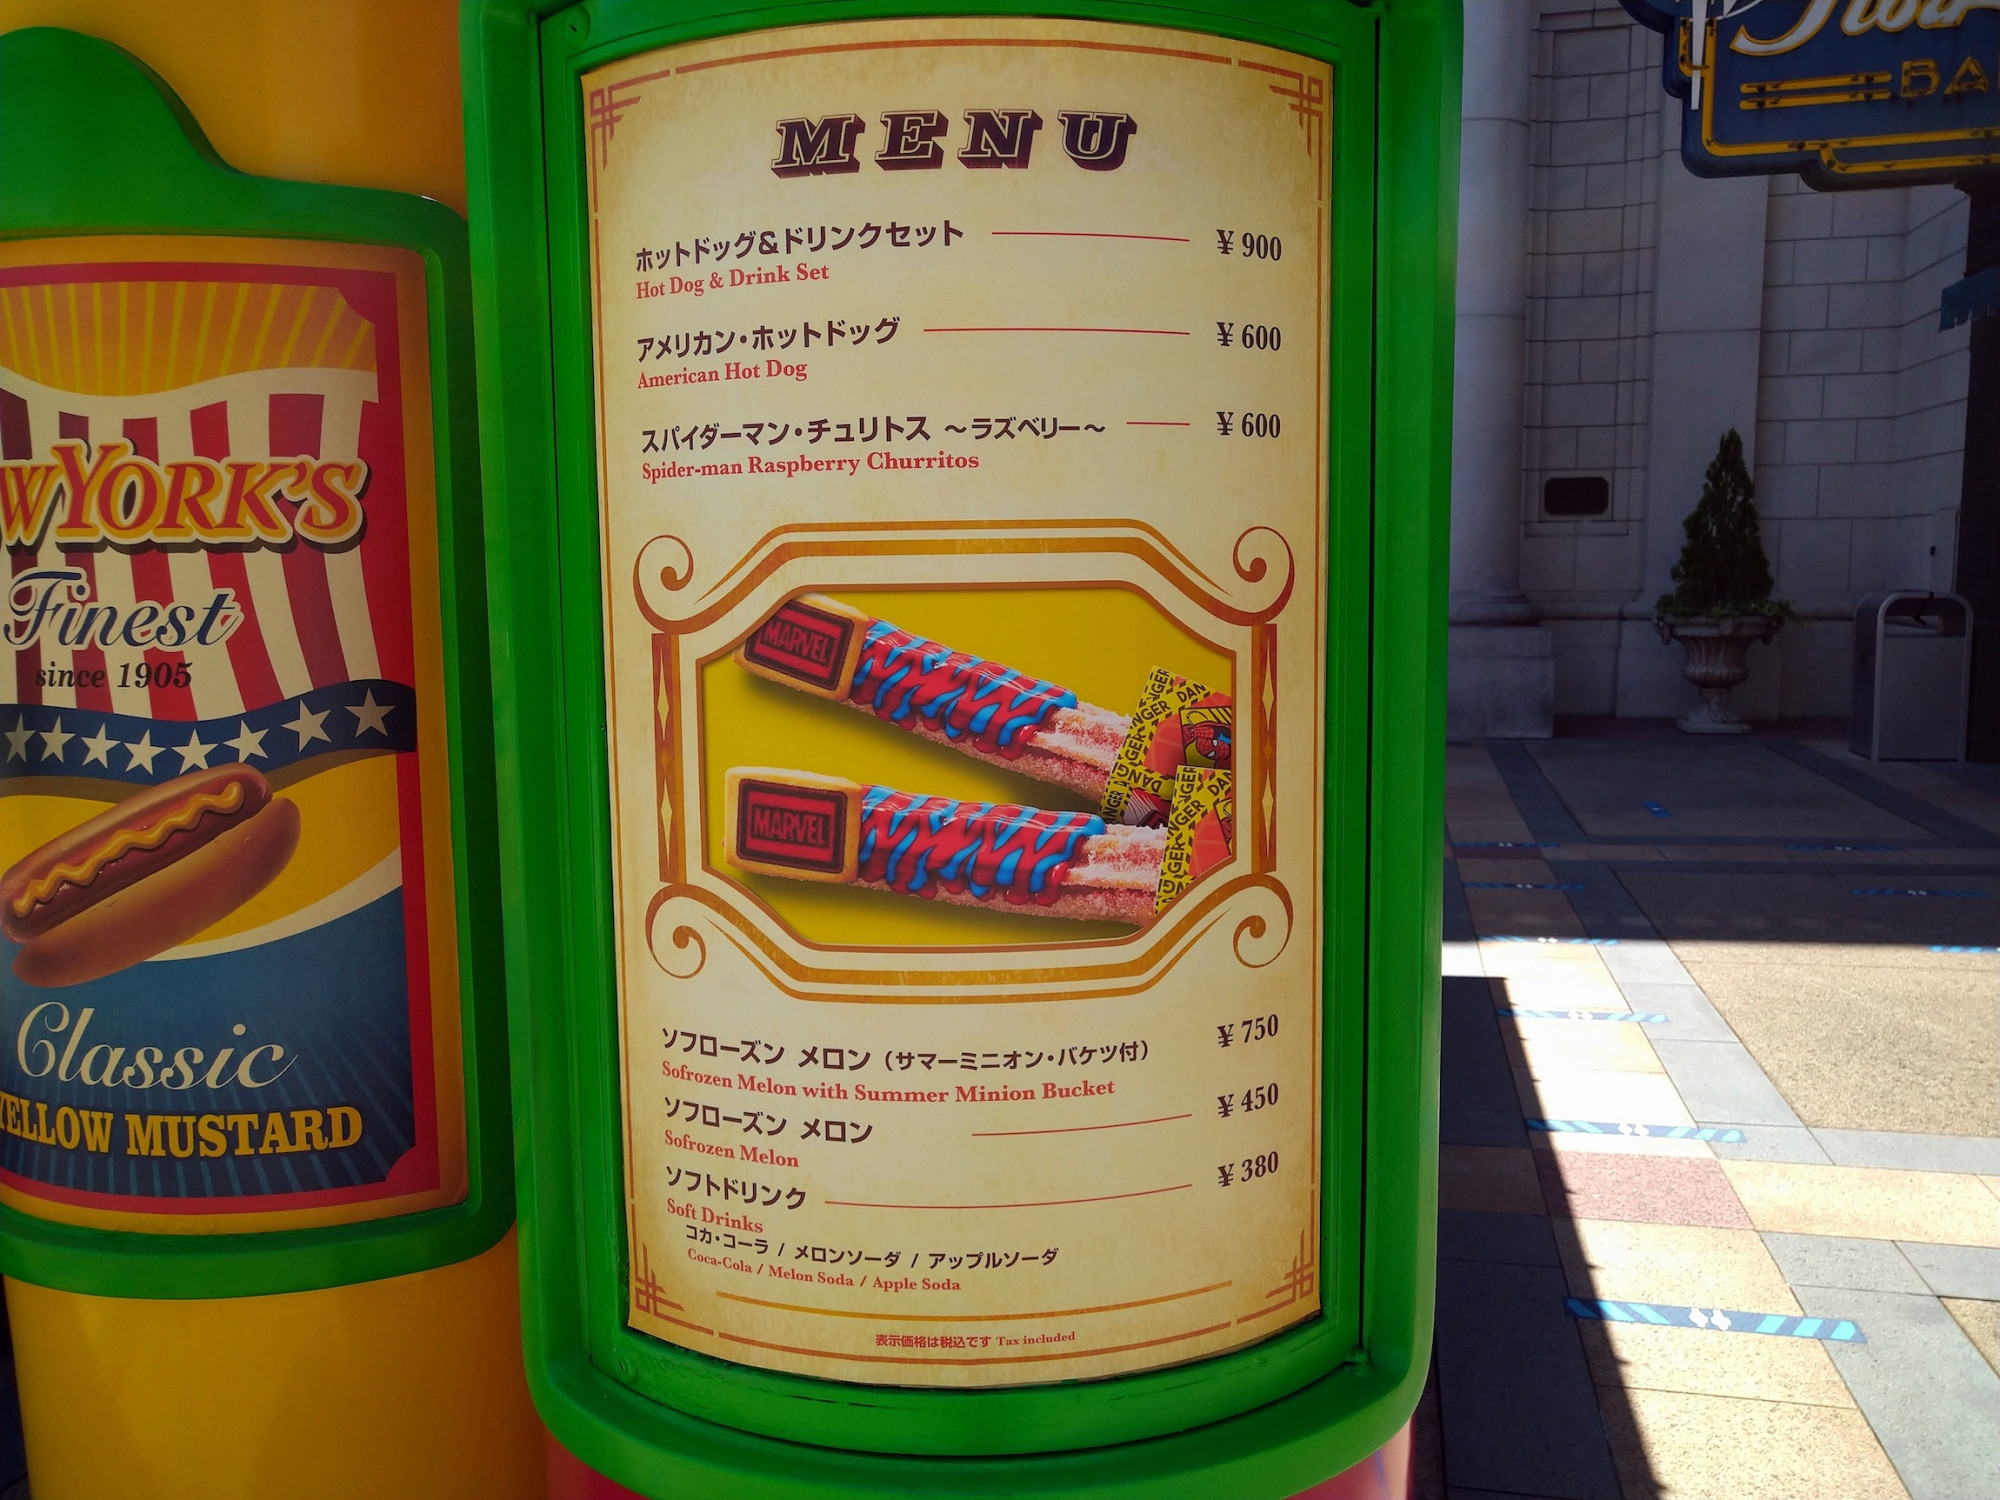 MENU
ホットドッグ&ドリンクセット ¥ 900
Hot Dog & Drink Set
アメリカン・ホットドッグ ¥ 600
American Hot Dog
スパイダーマン・チュリトス ～ラズベリー～ ¥ 600
Spider-man Raspberry Churritos
MARVEL
MARVEL
ソフローズン メロン（サマーミニオン・バケツ付） ¥ 750
Sofrozen Melon with Summer Minion Bucket
ソフローズン メロン ¥ 450
Sofrozen Melon
ソフトドリンク ¥ 380
Soft Drinks
コカ・コーラ / メロンソーダ / アップルソーダ
Coca-Cola / Melon Soda / Apple Soda
表示価格は税込です Tax included
WYORK'S
Finest
since 1905
Classic
YELLOW MUSTARD
BA